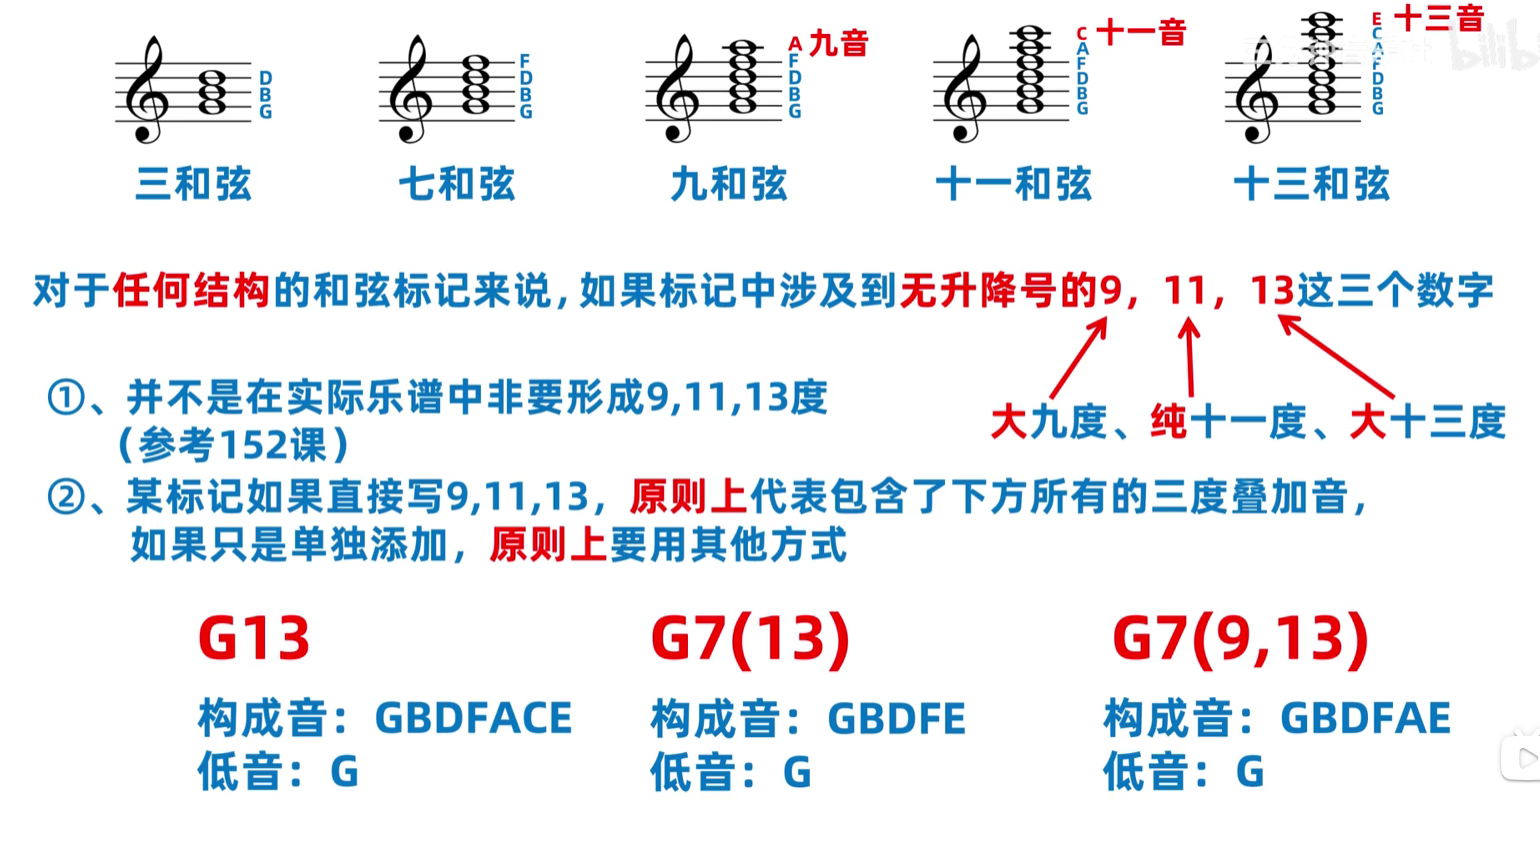 A 九音
C 十一音
E 十三音
D
B
G
F
D
B
G
F
D
B
G
A
F
D
B
G
C
A
F
D
B
G
三和弦
七和弦
九和弦
十一和弦
十三和弦
对于任何结构的和弦标记来说,如果标记中涉及到无升降号的9，11，13这三个数字
①、并不是在实际乐谱中非要形成9,11,13度
（参考152课）
大九度、纯十一度、大十三度
②、某标记如果直接写9,11,13，原则上代表包含了下方所有的三度叠加音，
如果只是单独添加，原则上要用其他方式
G13
G7(13)
G7(9,13)
构成音：GBDFACE
构成音：GBDFE
构成音：GBDFAE
低音：G
低音：G
低音：G
bilibi